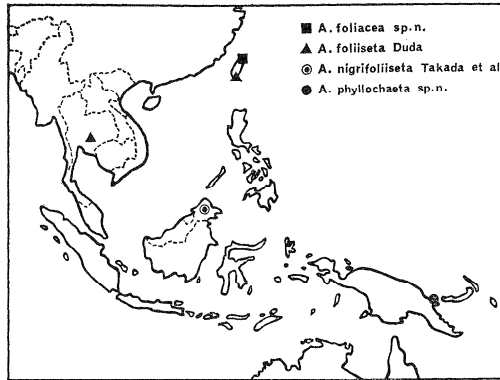 A. foliacea sp.n.
A. foliiseta Duda
A. nigrifoliiseta Takada et al
A. phyllochaeta sp.n.